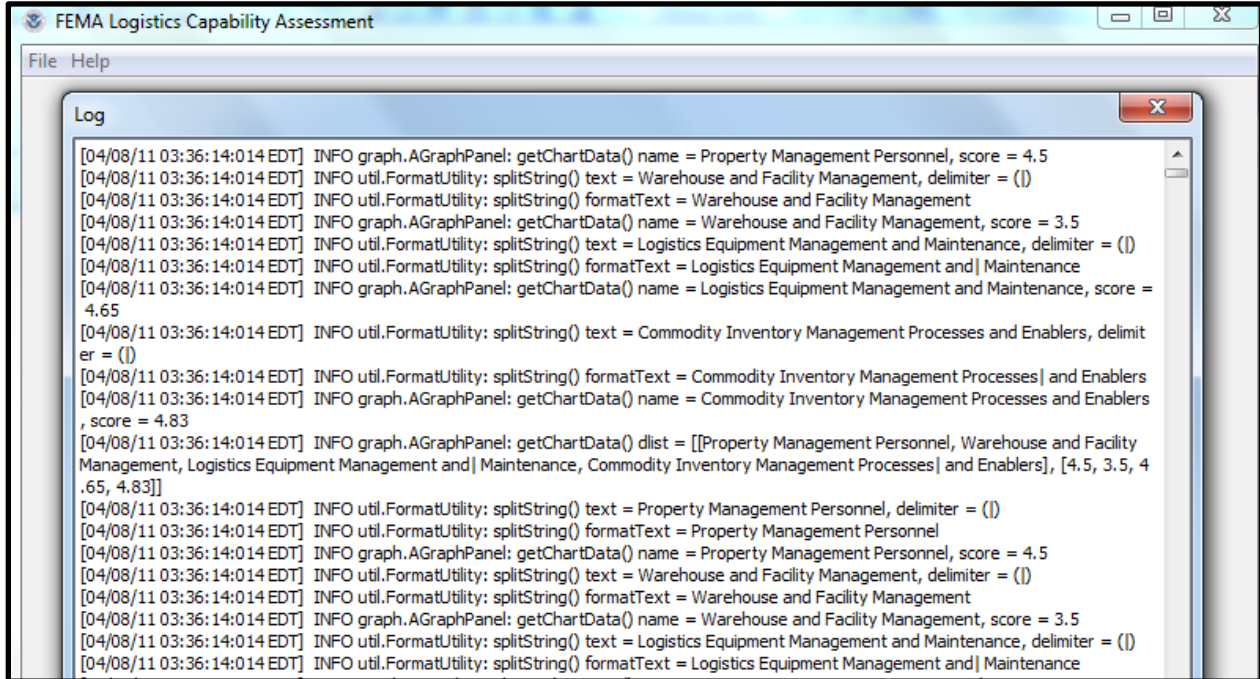 FEMA Logistics Capability Assessment
File Help
Log
[04/08/11 03:36:14:014 EDT] INFO graph.AGraphPanel: getChartData() name = Property Management Personnel, score = 4.5
[04/08/11 03:36:14:014 EDT] INFO util.FormatUtility: splitString() text = Warehouse and Facility Management, delimiter = (|)
[04/08/11 03:36:14:014 EDT] INFO util.FormatUtility: splitString() formatText = Warehouse and Facility Management
[04/08/11 03:36:14:014 EDT] INFO graph.AGraphPanel: getChartData() name = Warehouse and Facility Management, score = 3.5
[04/08/11 03:36:14:014 EDT] INFO util.FormatUtility: splitString() text = Logistics Equipment Management and Maintenance, delimiter = (|)
[04/08/11 03:36:14:014 EDT] INFO util.FormatUtility: splitString() formatText = Logistics Equipment Management and| Maintenance
[04/08/11 03:36:14:014 EDT] INFO graph.AGraphPanel: getChartData() name = Logistics Equipment Management and Maintenance, score =
4.65
[04/08/11 03:36:14:014 EDT] INFO util.FormatUtility: splitString() text = Commodity Inventory Management Processes and Enablers, delimit
er = (|)
[04/08/11 03:36:14:014 EDT] INFO util.FormatUtility: splitString() formatText = Commodity Inventory Management Processes| and Enablers
[04/08/11 03:36:14:014 EDT] INFO graph.AGraphPanel: getChartData() name = Commodity Inventory Management Processes and Enablers
, score = 4.83
[04/08/11 03:36:14:014 EDT] INFO graph.AGraphPanel: getChartData() dlist = [[Property Management Personnel, Warehouse and Facility
Management, Logistics Equipment Management and| Maintenance, Commodity Inventory Management Processes| and Enablers], [4.5, 3.5, 4
.65, 4.83]]
[04/08/11 03:36:14:014 EDT] INFO util.FormatUtility: splitString() text = Property Management Personnel, delimiter = (|)
[04/08/11 03:36:14:014 EDT] INFO util.FormatUtility: splitString() formatText = Property Management Personnel
[04/08/11 03:36:14:014 EDT] INFO graph.AGraphPanel: getChartData() name = Property Management Personnel, score = 4.5
[04/08/11 03:36:14:014 EDT] INFO util.FormatUtility: splitString() text = Warehouse and Facility Management, delimiter = (|)
[04/08/11 03:36:14:014 EDT] INFO util.FormatUtility: splitString() formatText = Warehouse and Facility Management
[04/08/11 03:36:14:014 EDT] INFO graph.AGraphPanel: getChartData() name = Warehouse and Facility Management, score = 3.5
[04/08/11 03:36:14:014 EDT] INFO util.FormatUtility: splitString() text = Logistics Equipment Management and Maintenance, delimiter = (|)
[04/08/11 03:36:14:014 EDT] INFO util.FormatUtility: splitString() formatText = Logistics Equipment Management and| Maintenance